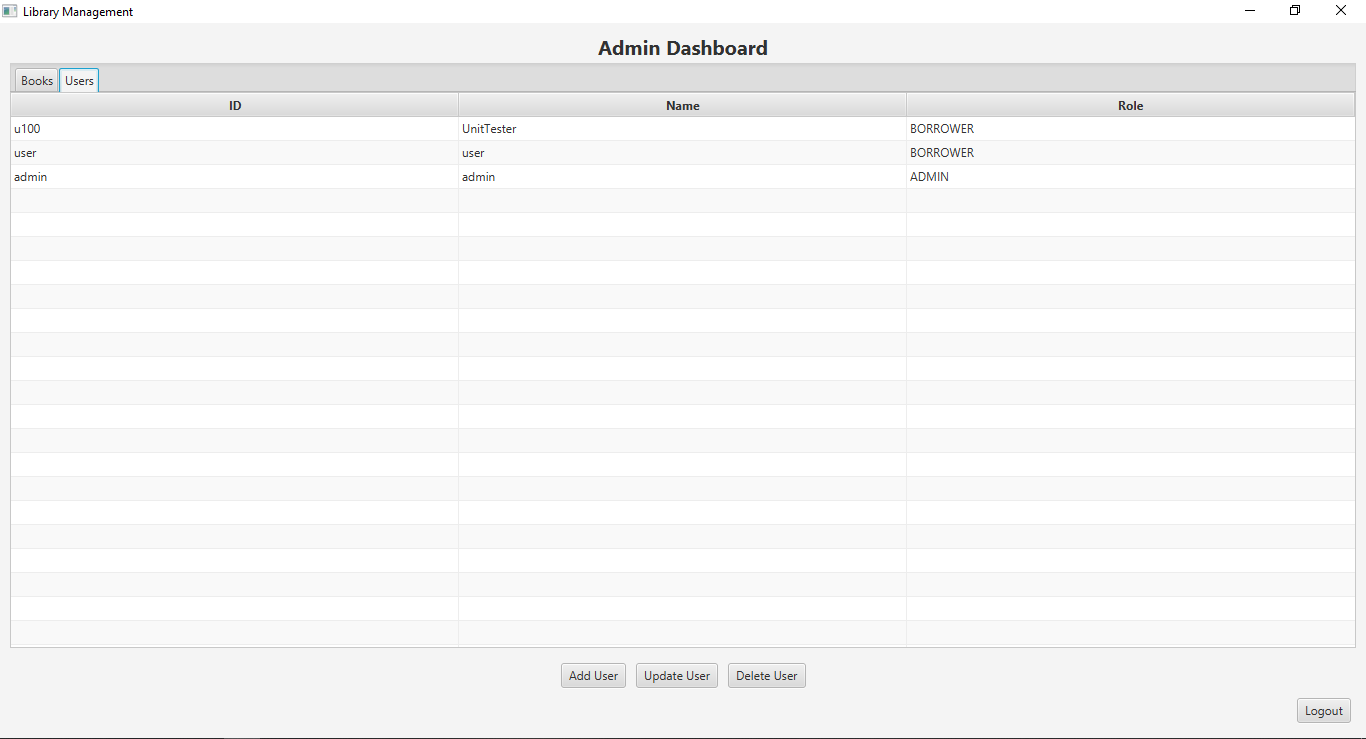 Library Management
Admin Dashboard
Books Users
ID Name Role
u100 UnitTester BORROWER
user user BORROWER
admin admin ADMIN
Add User Update User Delete User
Logout